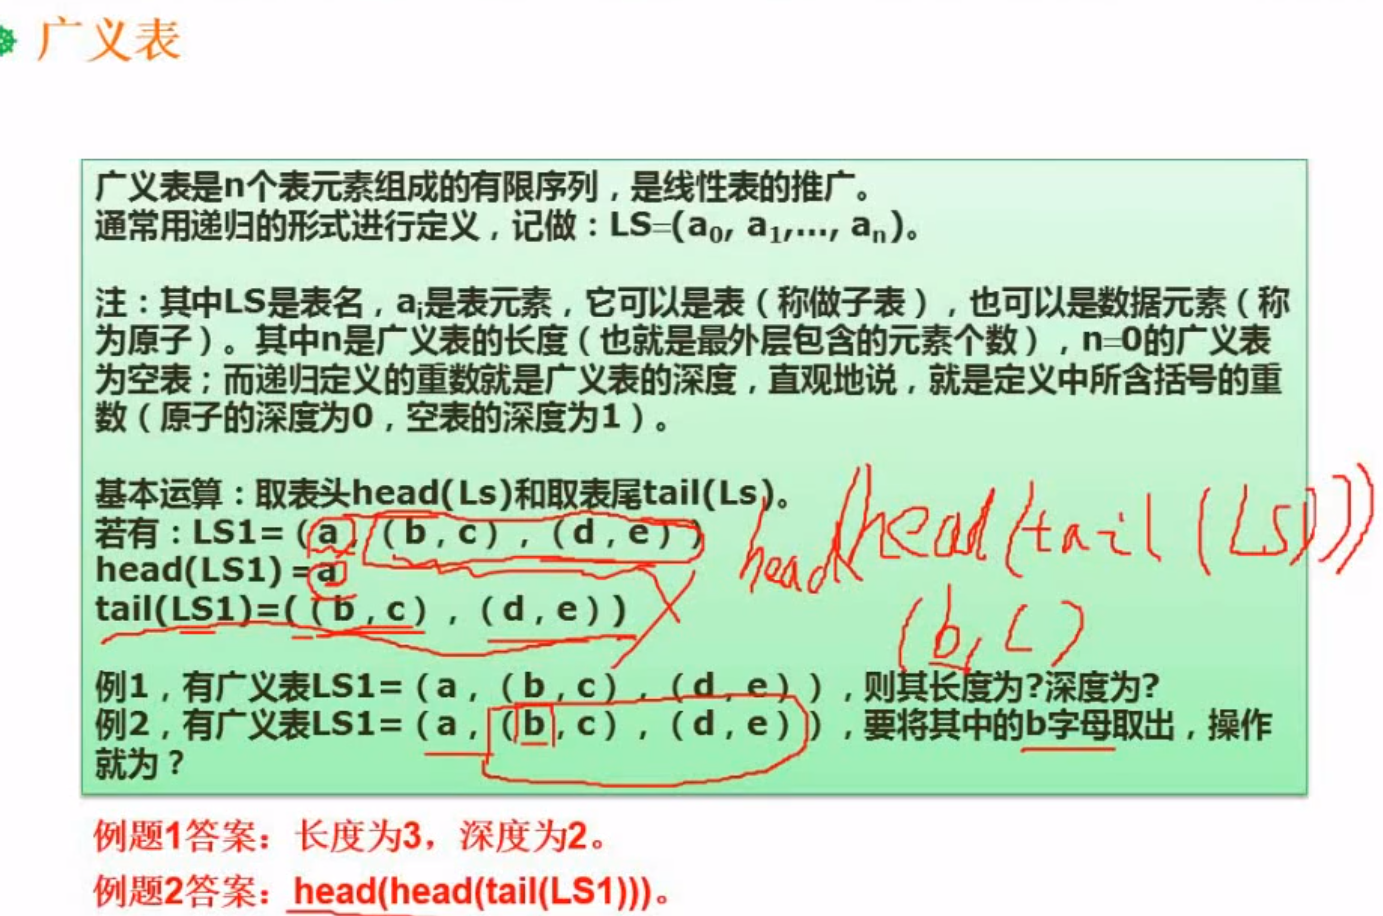 广义表
广义表是n个表元素组成的有限序列，是线性表的推广。
通常用递归的形式进行定义，记做：LS=(a₀, a₁,…, aₙ)。
注：其中LS是表名，aᵢ是表元素，它可以是表（称做子表），也可以是数据元素（称
为原子）。其中n是广义表的长度（也就是最外层包含的元素个数），n=0的广义表
为空表；而递归定义的重数就是广义表的深度，直观地说，就是定义中所含括号的重
数（原子的深度为0，空表的深度为1）。
基本运算：取表头head(Ls)和取表尾tail(Ls)。
若有：LS1=（a，（b，c），（d，e））
head(LS1)=a
tail(LS1)=(（b，c），（d，e）)
head(head(tail(LS)))
(b, c)
例1，有广义表LS1=（a，（b，c），（d，e）），则其长度为?深度为?
例2，有广义表LS1=（a，（b，c），（d，e）），要将其中的b字母取出，操作
就为？
例题1答案：长度为3，深度为2。
例题2答案：head(head(tail(LS1)))。